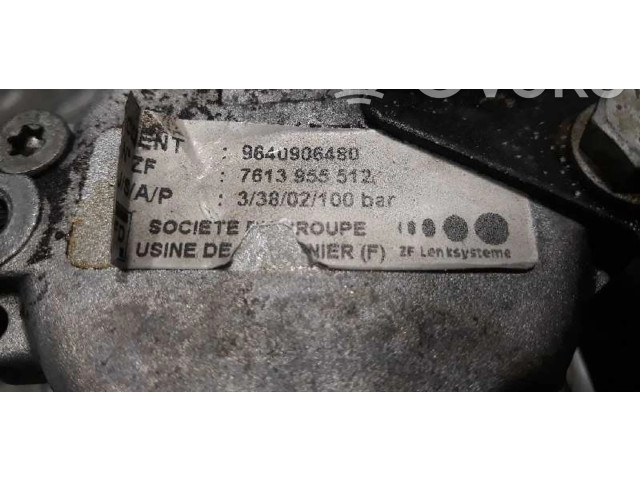 ENT : 9640906480
ZF : 7613 955 512
/A/P : 3/38/02/100 bar
SOCIETE ROUPE
USINE DE NIER (F) ZF Lenksysteme